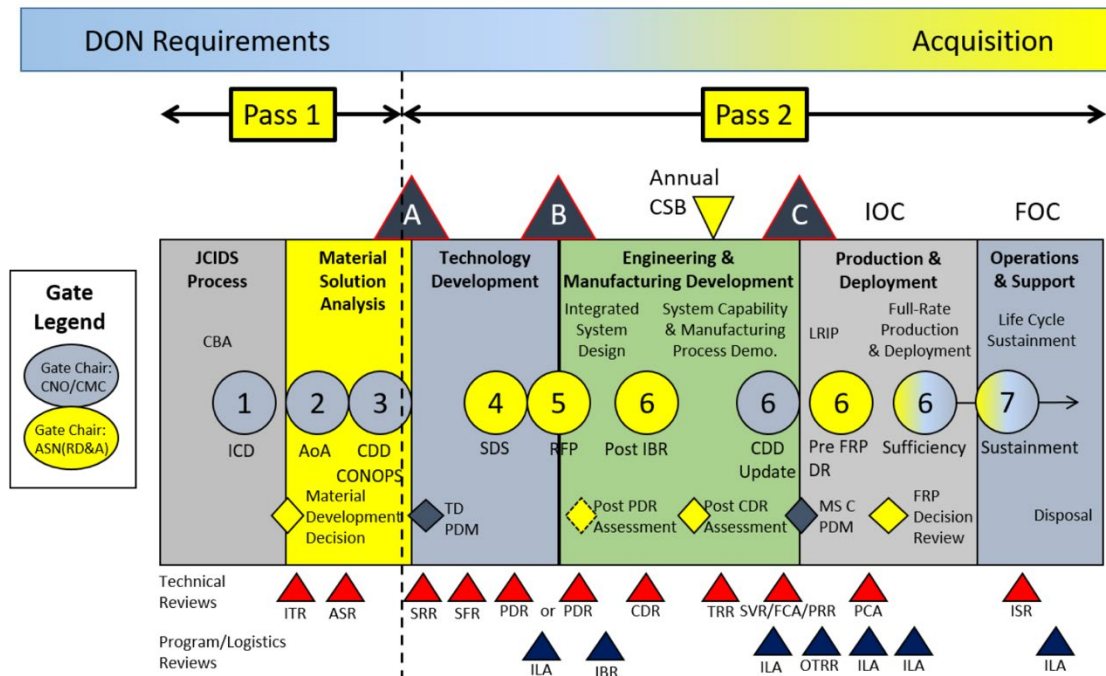 DON Requirements
Acquisition
Pass 1
Pass 2
A
B
Annual
CSB
C
IOC
FOC
Gate
Legend
Gate Chair:
CNO/CMC
Gate Chair:
ASN(RD&A)
JCIDS
Process
Material
Solution
Analysis
Technology
Development
Engineering &
Manufacturing Development
Production &
Deployment
Operations
& Support
CBA
Integrated
System
Design
System Capability
& Manufacturing
Process Demo.
LRIP
Full-Rate
Production
& Deployment
Life Cycle
Sustainment
1
2
3
4
5
6
6
6
6
7
ICD
AoA
CDD
CONOPS
SDS
RFP
Post IBR
CDD
Update
Pre FRP
DR
Sufficiency
Sustainment
Material
Development
Decision
TD
PDM
Post PDR
Assessment
Post CDR
Assessment
MS C
PDM
FRP
Decision
Review
Disposal
Technical
Reviews
ITR
ASR
SRR
SFR
PDR
or
PDR
CDR
TRR
SVR/FCA/PRR
PCA
ISR
Program/Logistics
Reviews
ILA
IBR
ILA
OTRR
ILA
ILA
ILA